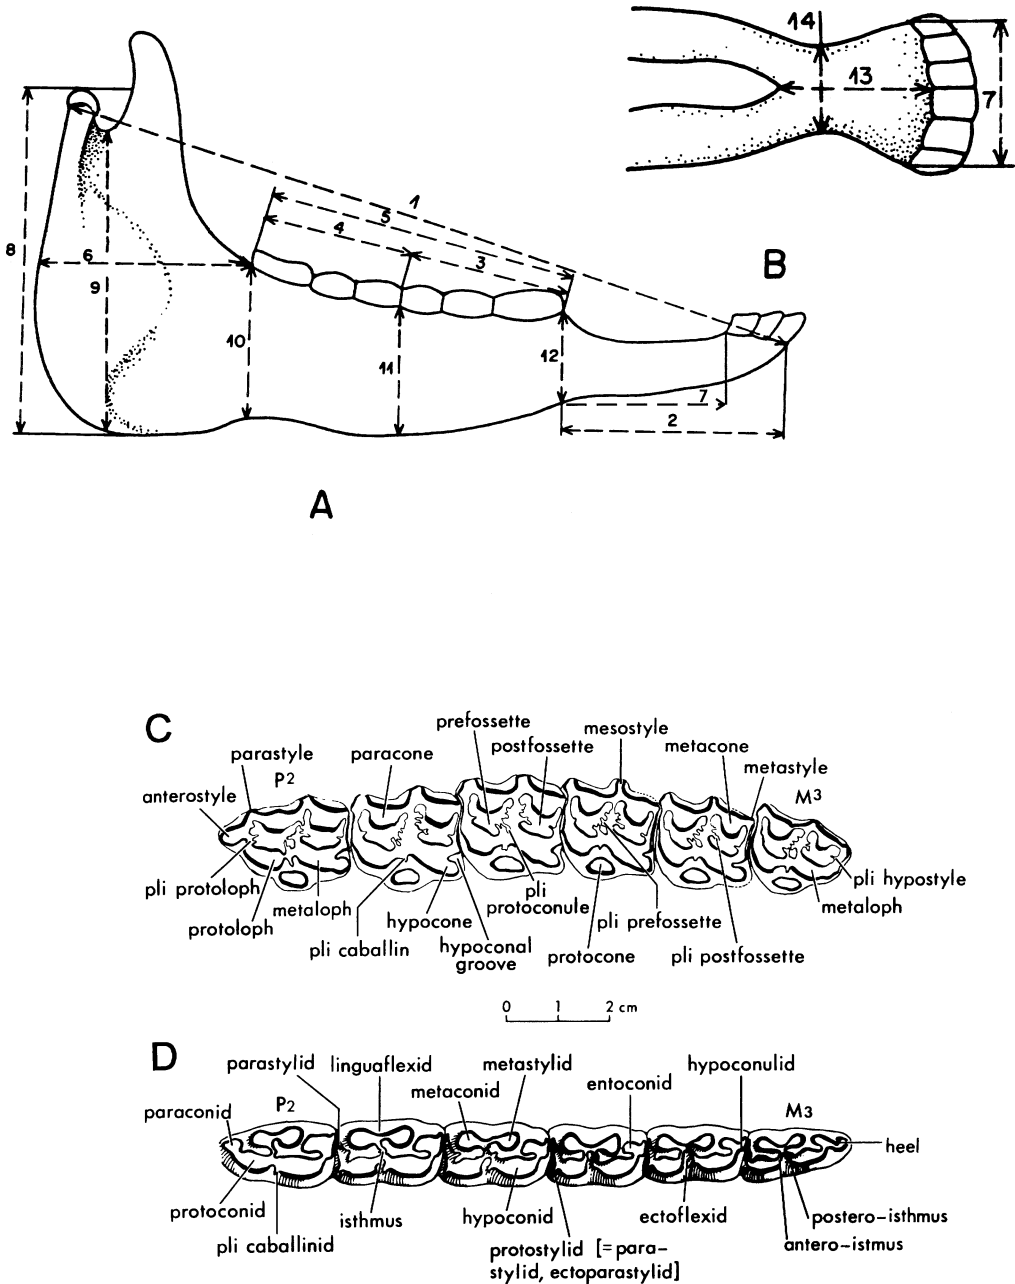 14
13
7
8
1
5
4
3
6
9
10
11
12
7
2
B
A
C
prefossette
mesostyle
parastyle
paracone
postfossette
metacone
metastyle
P2
M3
anterostyle
pli protoloph
pli hypostyle
metaloph
metaloph
protoloph
hypocone
pli
protoconule
pli prefossette
pli caballin
hypoconal
groove
protocone
pli postfossette
0 1 2 cm
D
parastylid
linguaflexid
metastylid
hypoconulid
metaconid
entoconid
paraconid
P2
M3
heel
protoconid
isthmus
hypoconid
ectoflexid
postero-isthmus
pli caballinid
antero-istmus
protostylid [=para-
stylid, ectoparastylid]